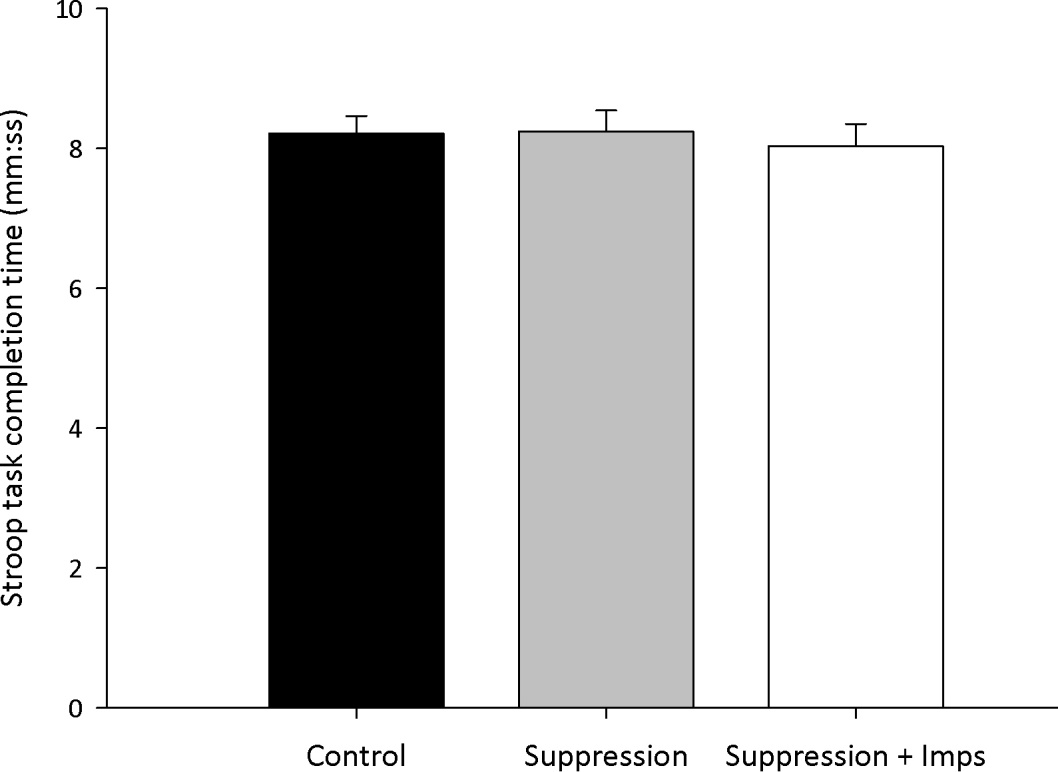 Stroop task completion time (mm:ss)
10
8
6
4
2
0
Control
Suppression
Suppression + Imps